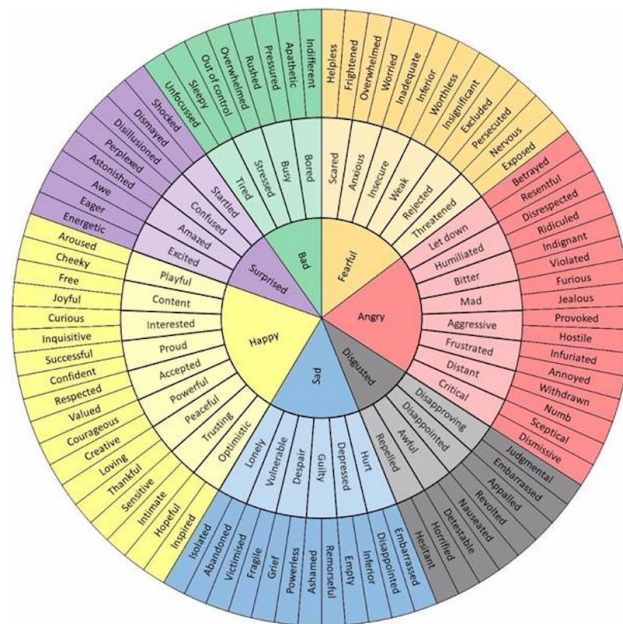 Bad
Fearful
Angry
Disgusted
Sad
Happy
Surprised
Tired
Stressed
Busy
Bored
Scared
Anxious
Insecure
Weak
Rejected
Threatened
Let down
Humiliated
Bitter
Mad
Aggressive
Frustrated
Distant
Critical
Disapproving
Disappointed
Awful
Repelled
Hurt
Depressed
Guilty
Despair
Vulnerable
Lonely
Optimistic
Trusting
Peaceful
Powerful
Accepted
Proud
Interested
Content
Playful
Excited
Amazed
Confused
Startled
Unfocussed
Sleepy
Out of control
Overwhelmed
Rushed
Pressured
Apathetic
Indifferent
Helpless
Frightened
Overwhelmed
Worried
Inadequate
Inferior
Worthless
Insignificant
Excluded
Persecuted
Nervous
Exposed
Betrayed
Resentful
Disrespected
Ridiculed
Indignant
Violated
Furious
Jealous
Provoked
Hostile
Infuriated
Annoyed
Withdrawn
Numb
Sceptical
Dismissive
Judgmental
Embarrassed
Appalled
Revolted
Nauseated
Detestable
Horrified
Hesitant
Embarrassed
Disappointed
Inferior
Empty
Remorseful
Ashamed
Powerless
Grief
Fragile
Victimised
Abandoned
Isolated
Inspired
Hopeful
Intimate
Sensitive
Thankful
Loving
Creative
Courageous
Valued
Respected
Confident
Successful
Inquisitive
Curious
Joyful
Free
Cheeky
Aroused
Energetic
Eager
Awe
Astonished
Perplexed
Disillusioned
Dismayed
Shocked